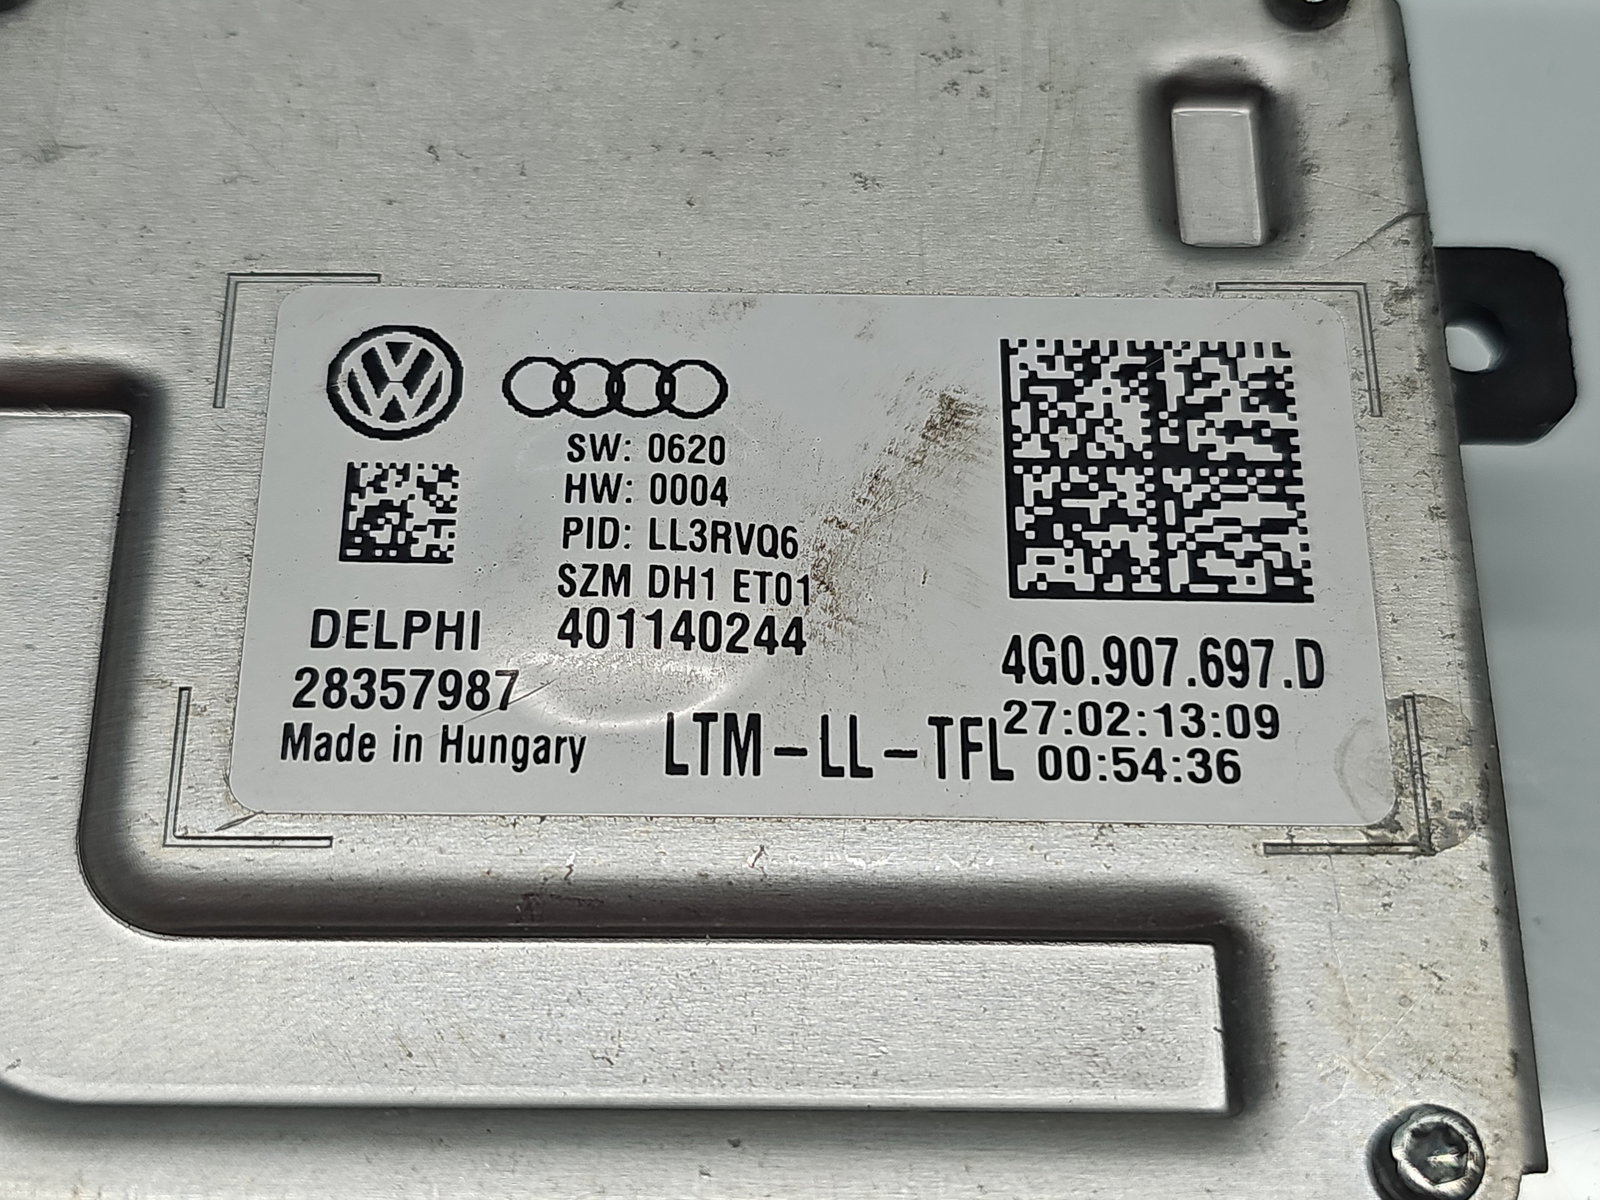 SW: 0620
HW: 0004
PID: LL3RVQ6
SZM DH1 ET01
DELPHI 401140244
28357987
Made in Hungary
LTM-LL-TFL
4G0.907.697.D
27:02:13:09
00:54:36